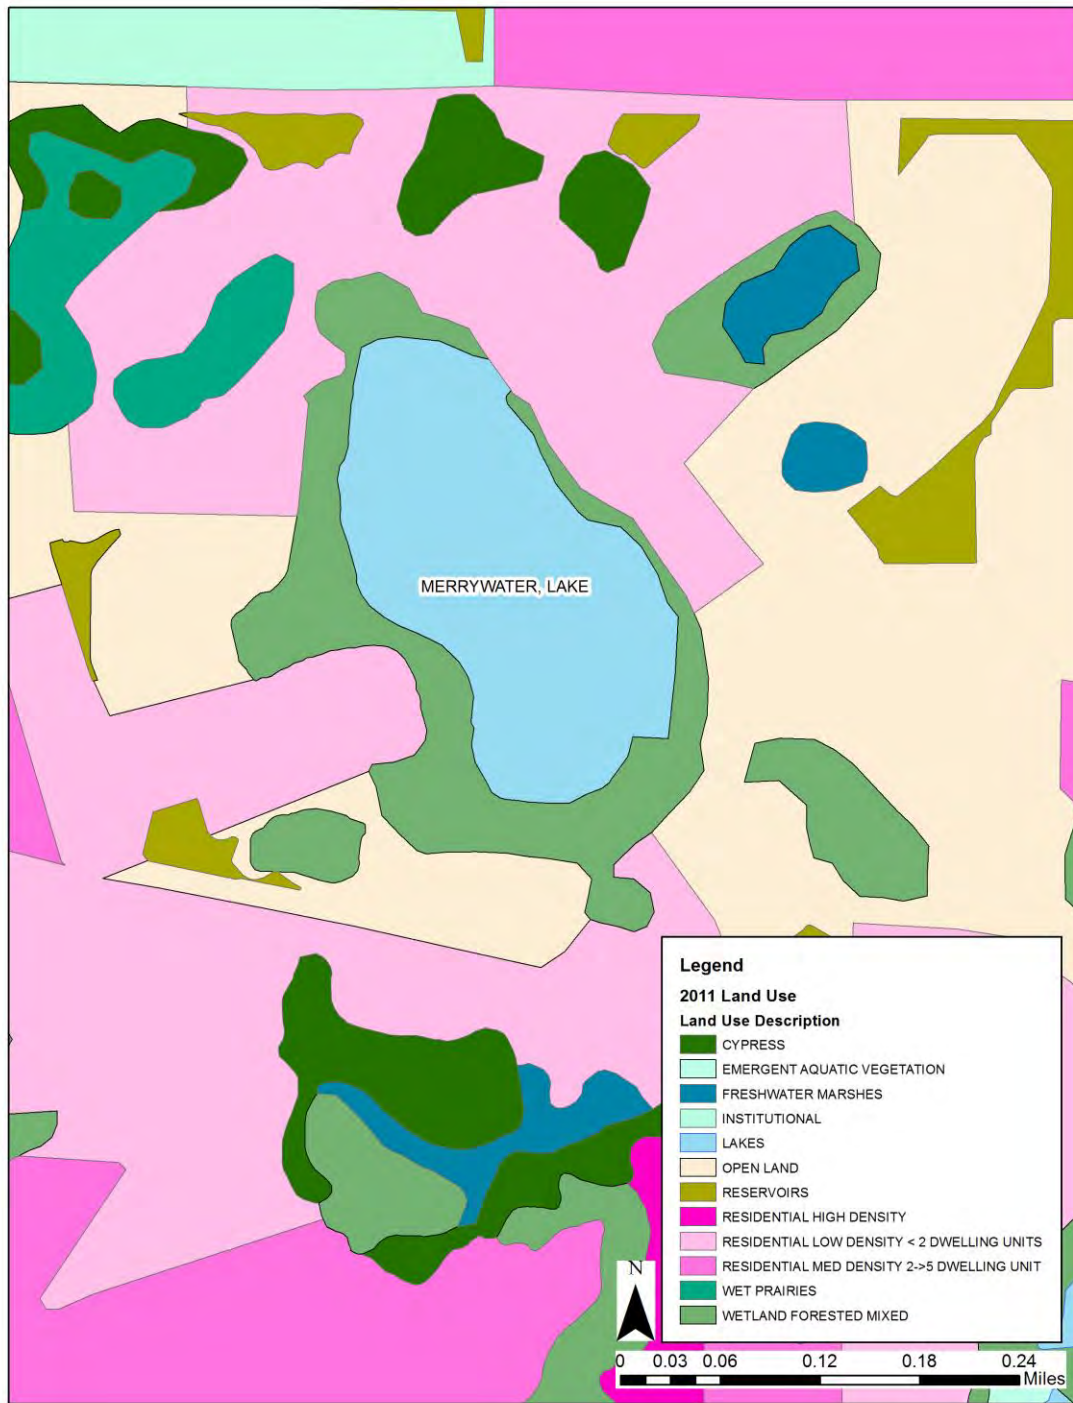 MERRYWATER, LAKE
Legend
2011 Land Use
Land Use Description
CYPRESS
EMERGENT AQUATIC VEGETATION
FRESHWATER MARSHES
INSTITUTIONAL
LAKES
OPEN LAND
RESERVOIRS
RESIDENTIAL HIGH DENSITY
RESIDENTIAL LOW DENSITY < 2 DWELLING UNITS
RESIDENTIAL MED DENSITY 2->5 DWELLING UNIT
WET PRAIRIES
WETLAND FORESTED MIXED
N
0 0.03 0.06 0.12 0.18 0.24
Miles